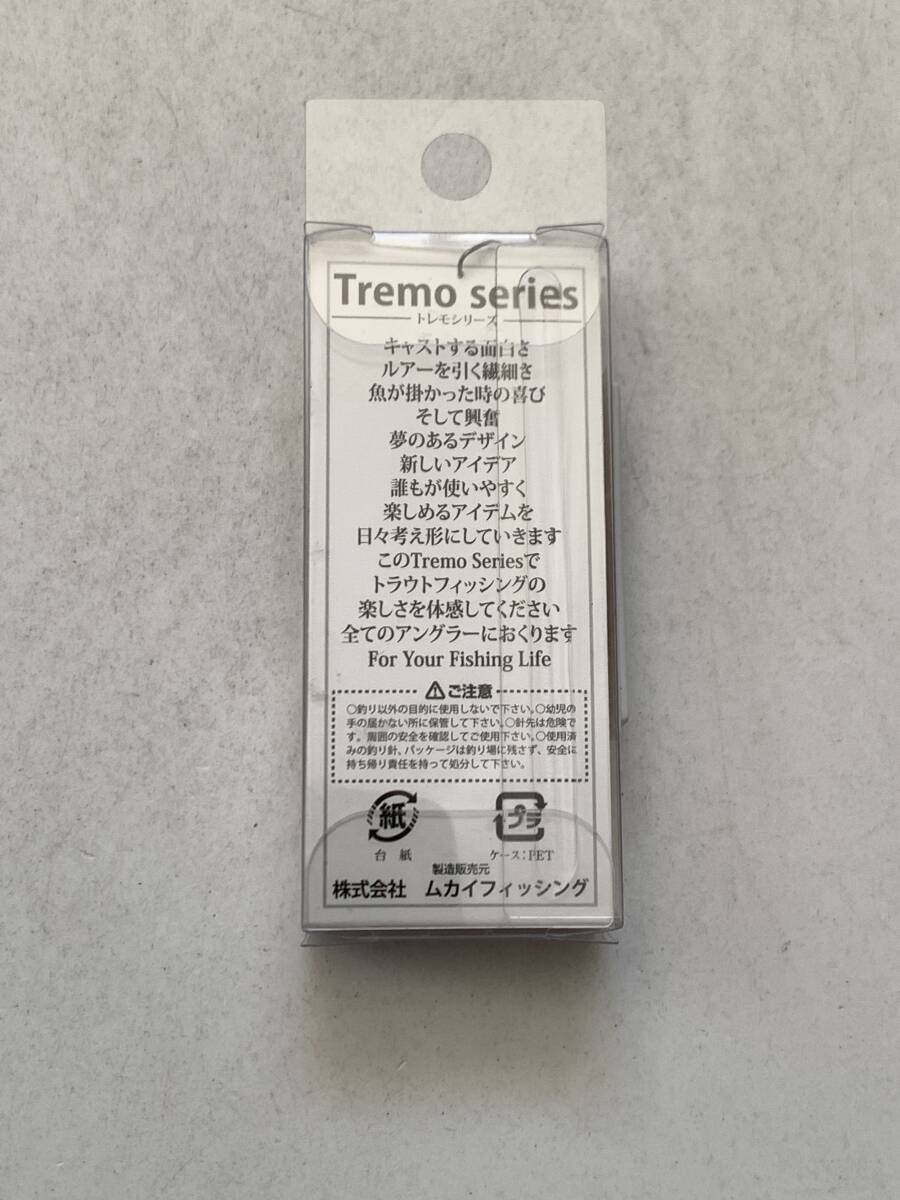 Tremo series
トレモシリーズ
キャストする面白さ
ルアーを引く繊細さ
魚が掛かった時の喜び
そして興奮
夢のあるデザイン
新しいアイデア
誰もが使いやすく
楽しめるアイテムを
日々考え形にしていきます
このTremo Seriesで
トラウトフィッシングの
楽しさを体感してください
全てのアングラーにおくります
For Your Fishing Life
ご注意
○釣り以外の目的に使用しないで下さい。○幼児の
手の届かない所に保管して下さい。○針先は危険で
す。周囲の安全を確認してご使用下さい。○使用済
みの釣り針、パッケージは釣り場に残さず、安全に
持ち帰り責任を持って処分して下さい。
紙 プラ
台紙 ケース:PET
製造販売元
株式会社 ムカイフィッシング